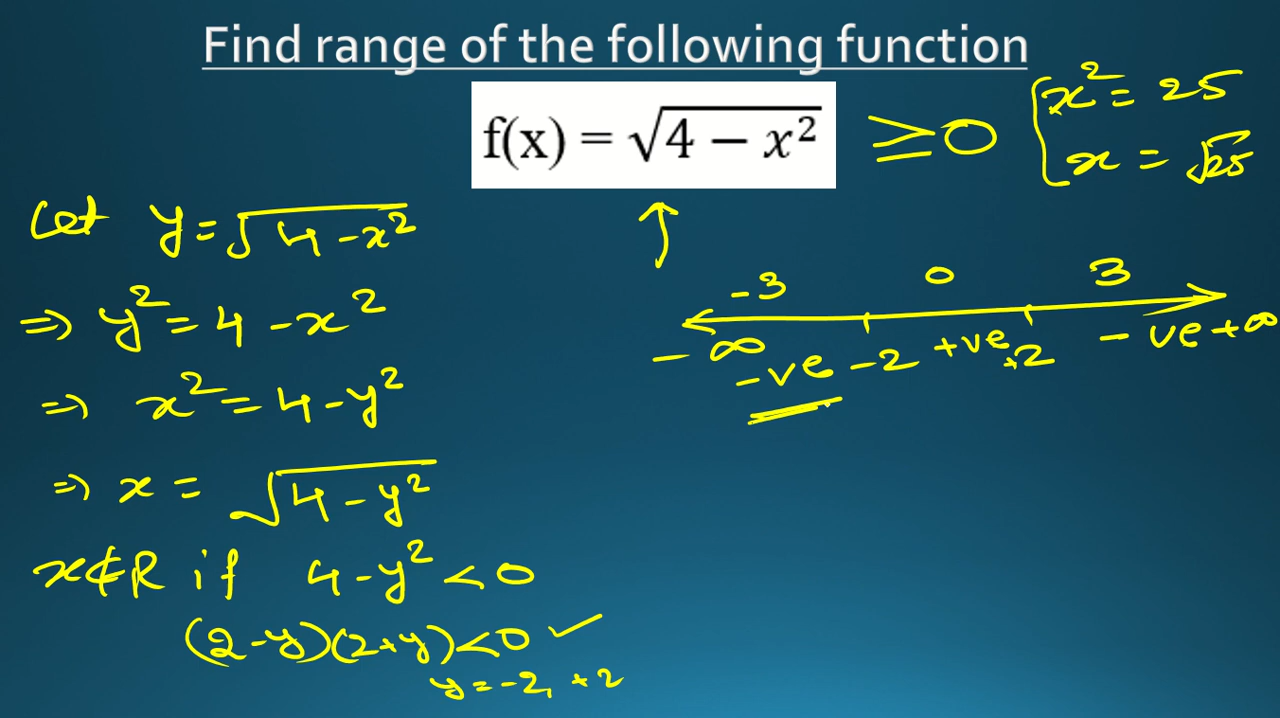 Find range of the following function
f(x) = √4 − x²
≥0
x² = 25
x = √25
Let y = √4 - x²
⇒ y² = 4 - x²
⇒ x² = 4 - y²
⇒ x = √4 - y²
x ∉ R if 4 - y² < 0
(2-y)(2+y) < 0 ✓
y = -2, +2
-3 0 3
-∞ -ve -2 +ve +2 -ve +∞